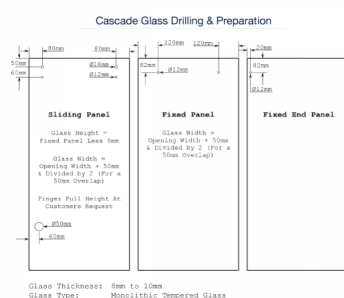 Cascade Glass Drilling & Preparation
80mm 80mm 120mm 120mm 20mm
50mm Ø16mm 82mm 82mm
60mm Ø12mm Ø12mm
Ø12mm
Sliding Panel Fixed Panel Fixed End Panel
Glass Height =
Fixed Panel Less 8mm
Glass Width =
Opening Width + 50mm
& Divided by 2 (For a
50mm Overlap)
Glass Width =
Opening Width + 50mm
& Divided by 2 (For a
50mm Overlap)
Finger Pull Height At
Customers Request
Ø50mm
60mm
Glass Thickness: 8mm to 10mm
Glass Type: Monolithic Tempered Glass